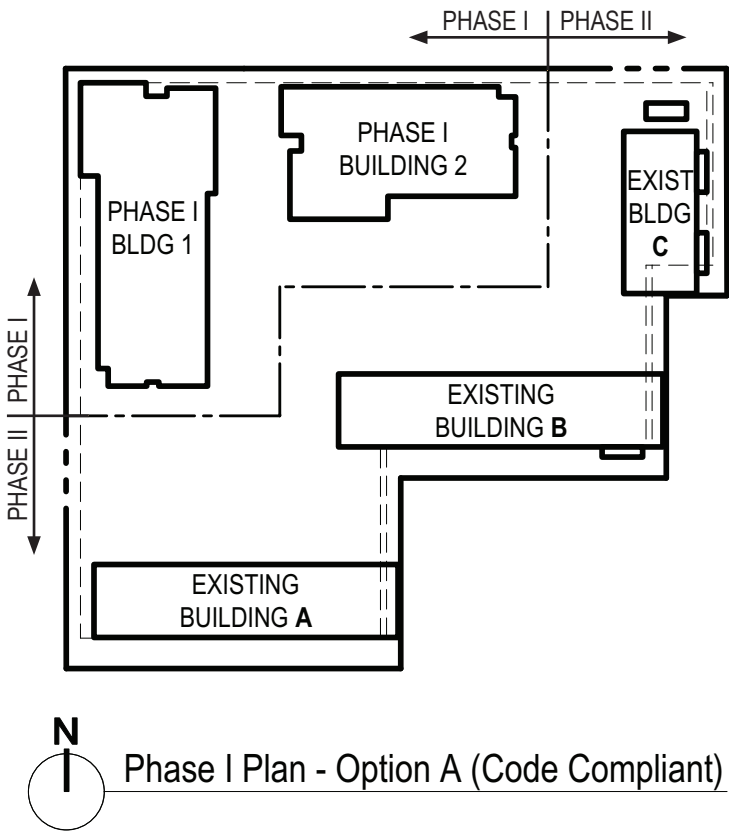 PHASE I PHASE II
PHASE I
BUILDING 2
EXIST
BLDG
C
PHASE I
BLDG 1
PHASE I
PHASE II
EXISTING
BUILDING B
EXISTING
BUILDING A
N
Phase I Plan - Option A (Code Compliant)